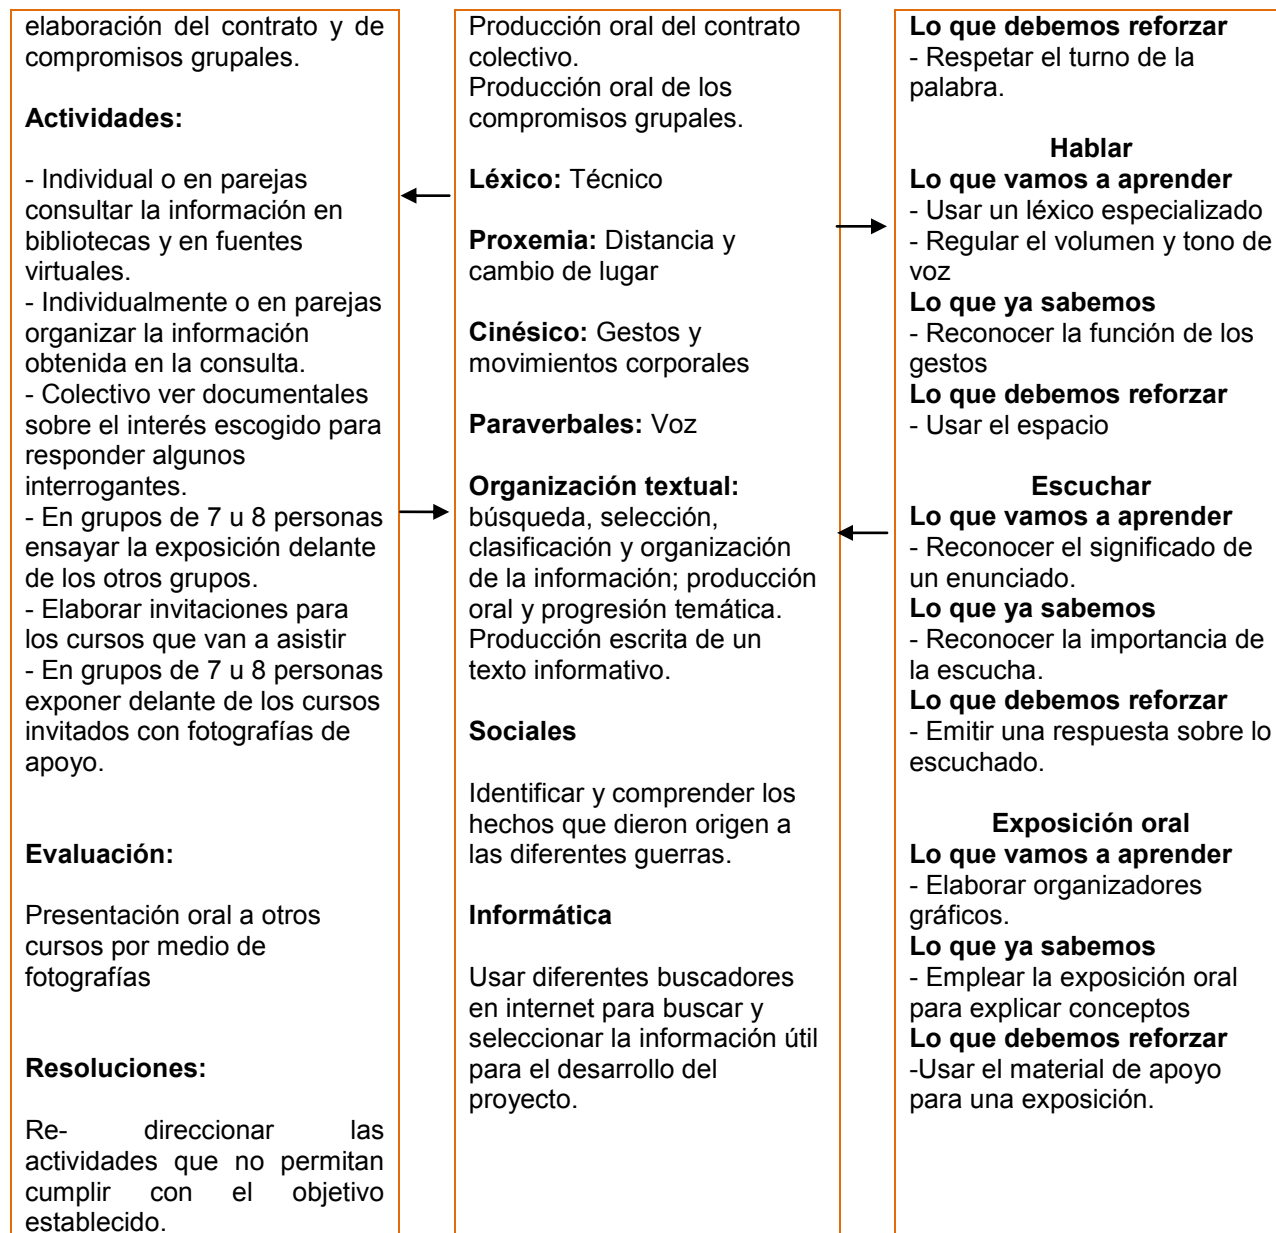 elaboración del contrato y de
compromisos grupales.
Actividades:
- Individual o en parejas
consultar la información en
bibliotecas y en fuentes
virtuales.
- Individualmente o en parejas
organizar la información
obtenida en la consulta.
- Colectivo ver documentales
sobre el interés escogido para
responder algunos
interrogantes.
- En grupos de 7 u 8 personas
ensayar la exposición delante
de los otros grupos.
- Elaborar invitaciones para
los cursos que van a asistir
- En grupos de 7 u 8 personas
exponer delante de los cursos
invitados con fotografías de
apoyo.
Evaluación:
Presentación oral a otros
cursos por medio de
fotografías
Resoluciones:
Re- direccionar las
actividades que no permitan
cumplir con el objetivo
establecido.
Producción oral del contrato
colectivo.
Producción oral de los
compromisos grupales.
Léxico: Técnico
Proxemia: Distancia y
cambio de lugar
Cinésico: Gestos y
movimientos corporales
Paraverbales: Voz
Organización textual:
búsqueda, selección,
clasificación y organización
de la información; producción
oral y progresión temática.
Producción escrita de un
texto informativo.
Sociales
Identificar y comprender los
hechos que dieron origen a
las diferentes guerras.
Informática
Usar diferentes buscadores
en internet para buscar y
seleccionar la información útil
para el desarrollo del
proyecto.
Lo que debemos reforzar
- Respetar el turno de la
palabra.
Hablar
Lo que vamos a aprender
- Usar un léxico especializado
- Regular el volumen y tono de
voz
Lo que ya sabemos
- Reconocer la función de los
gestos
Lo que debemos reforzar
- Usar el espacio
Escuchar
Lo que vamos a aprender
- Reconocer el significado de
un enunciado.
Lo que ya sabemos
- Reconocer la importancia de
la escucha.
Lo que debemos reforzar
- Emitir una respuesta sobre lo
escuchado.
Exposición oral
Lo que vamos a aprender
- Elaborar organizadores
gráficos.
Lo que ya sabemos
- Emplear la exposición oral
para explicar conceptos
Lo que debemos reforzar
-Usar el material de apoyo
para una exposición.